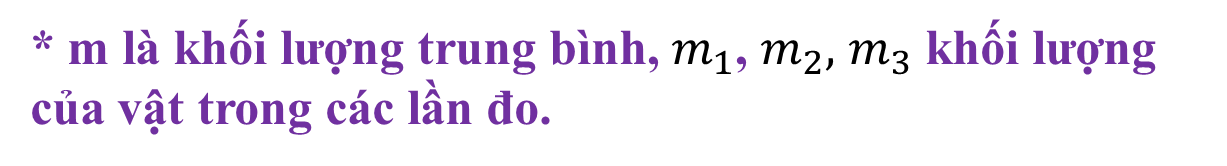 * m là khối lượng trung bình, m₁, m₂, m₃ khối lượng
của vật trong các lần đo.